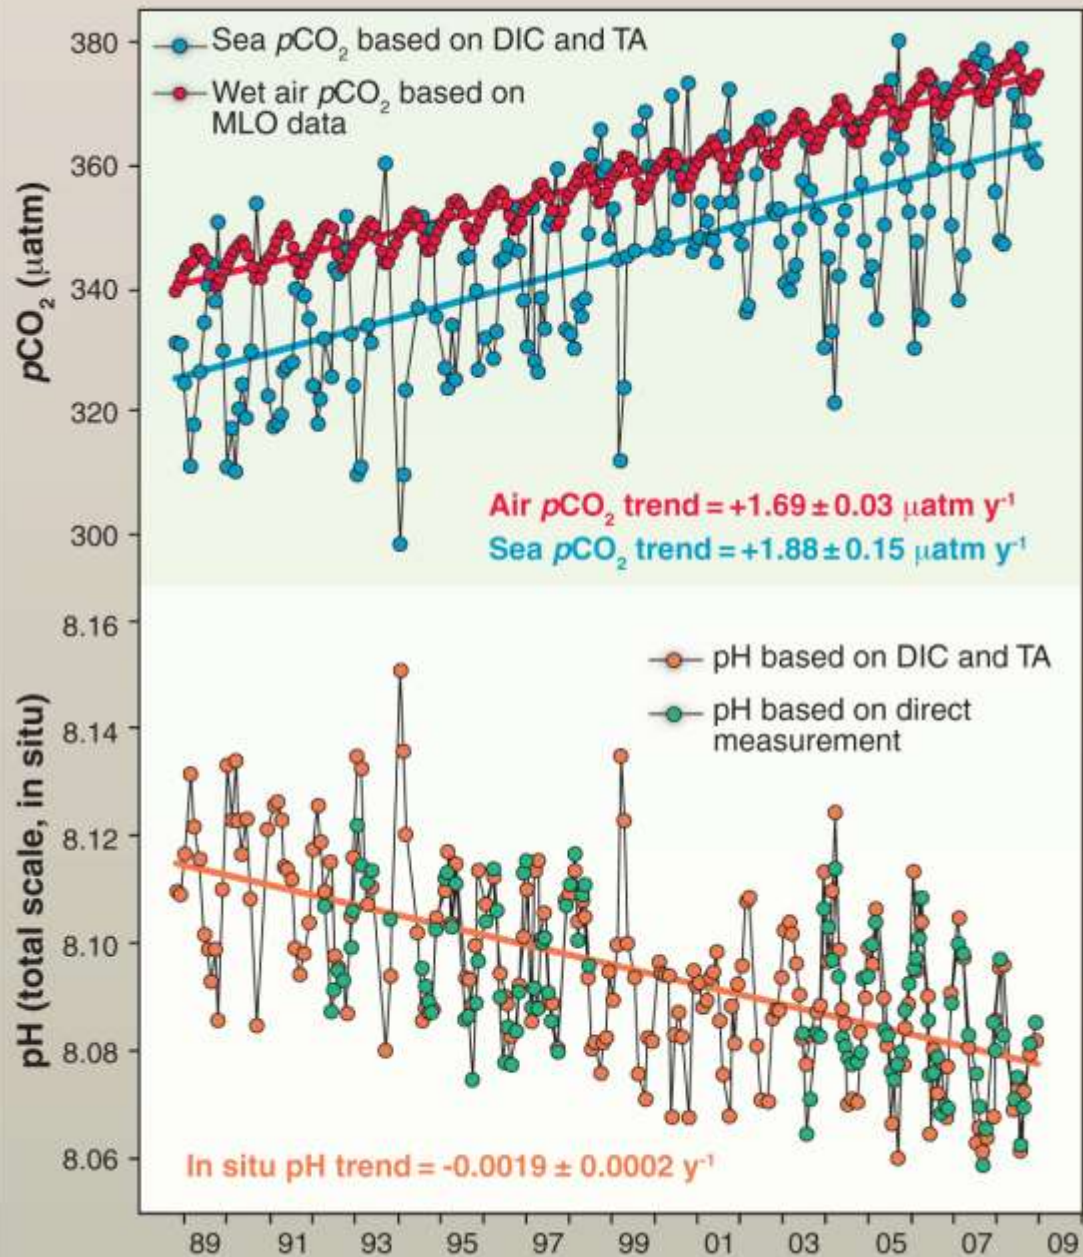 380
360
340
320
300
pCO₂ (μatm)
Sea pCO₂ based on DIC and TA
Wet air pCO₂ based on
MLO data
Air pCO₂ trend = +1.69 ± 0.03 μatm y⁻¹
Sea pCO₂ trend = +1.88 ± 0.15 μatm y⁻¹
8.16
8.14
8.12
8.10
8.08
8.06
pH (total scale, in situ)
pH based on DIC and TA
pH based on direct
measurement
In situ pH trend = -0.0019 ± 0.0002 y⁻¹
89 91 93 95 97 99 01 03 05 07 09